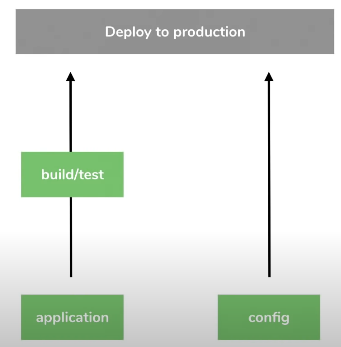 Deploy to production
build/test
application
config